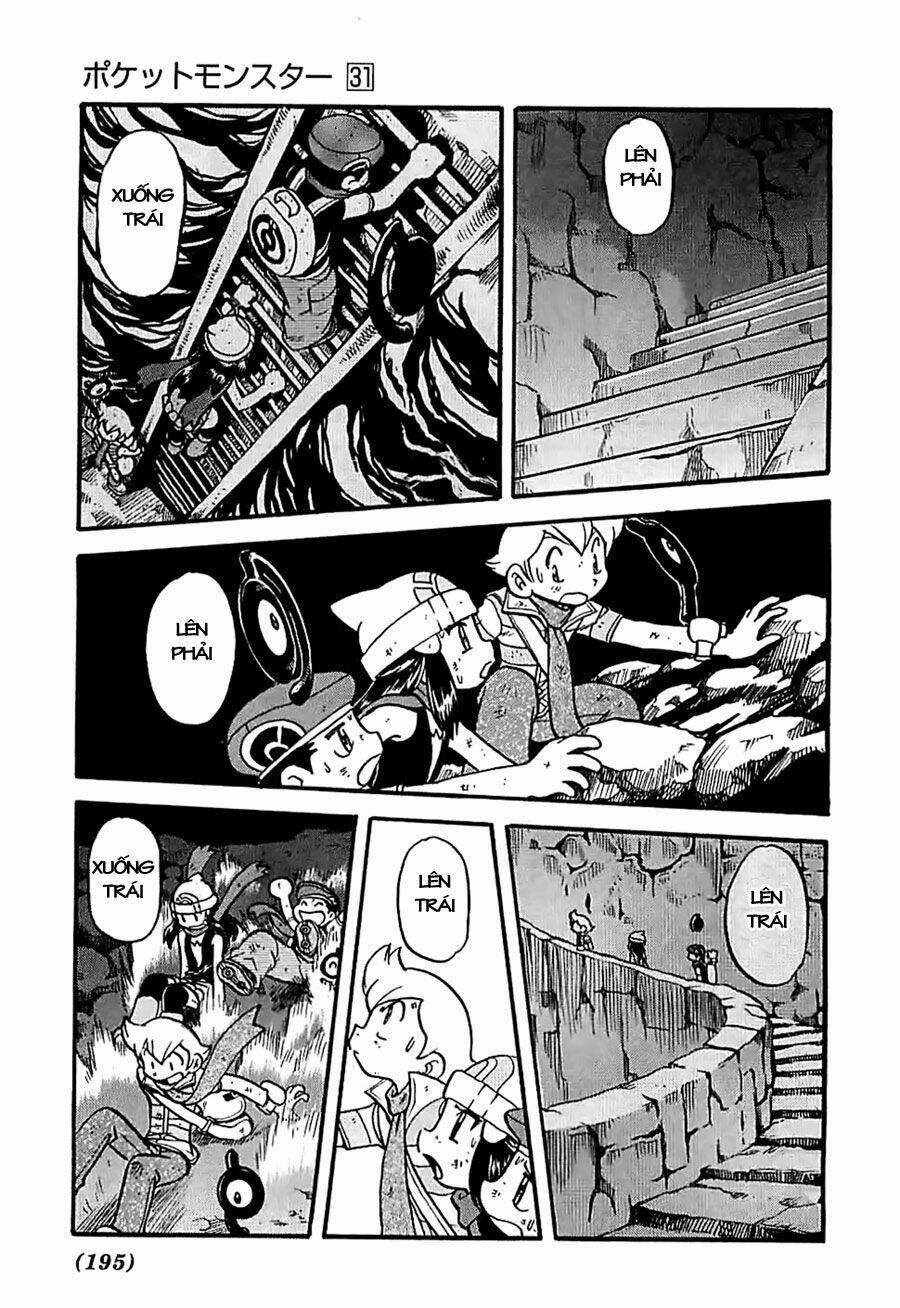 ポケットモンスター 31
LÊN
PHẢI
XUỐNG
TRÁI
LÊN
PHẢI
LÊN
TRÁI
LÊN
TRÁI
XUỐNG
TRÁI
(195)